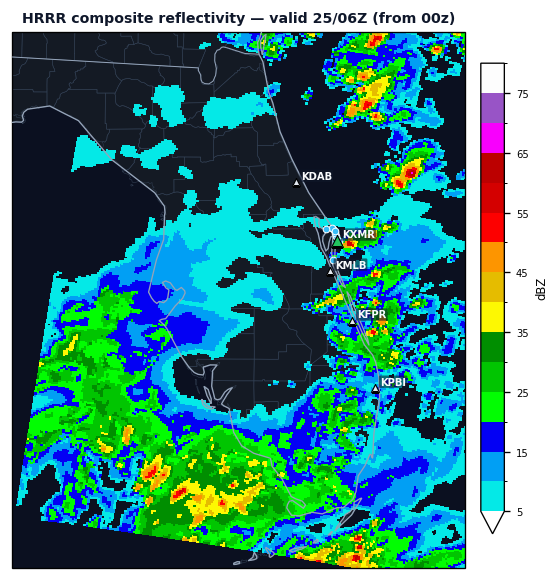 HRRR composite reflectivity — valid 25/06Z (from 00z)
KDAB
KXMR
KMLB
KFPR
KPBI
75
65
55
45
35
25
15
5
dBZ